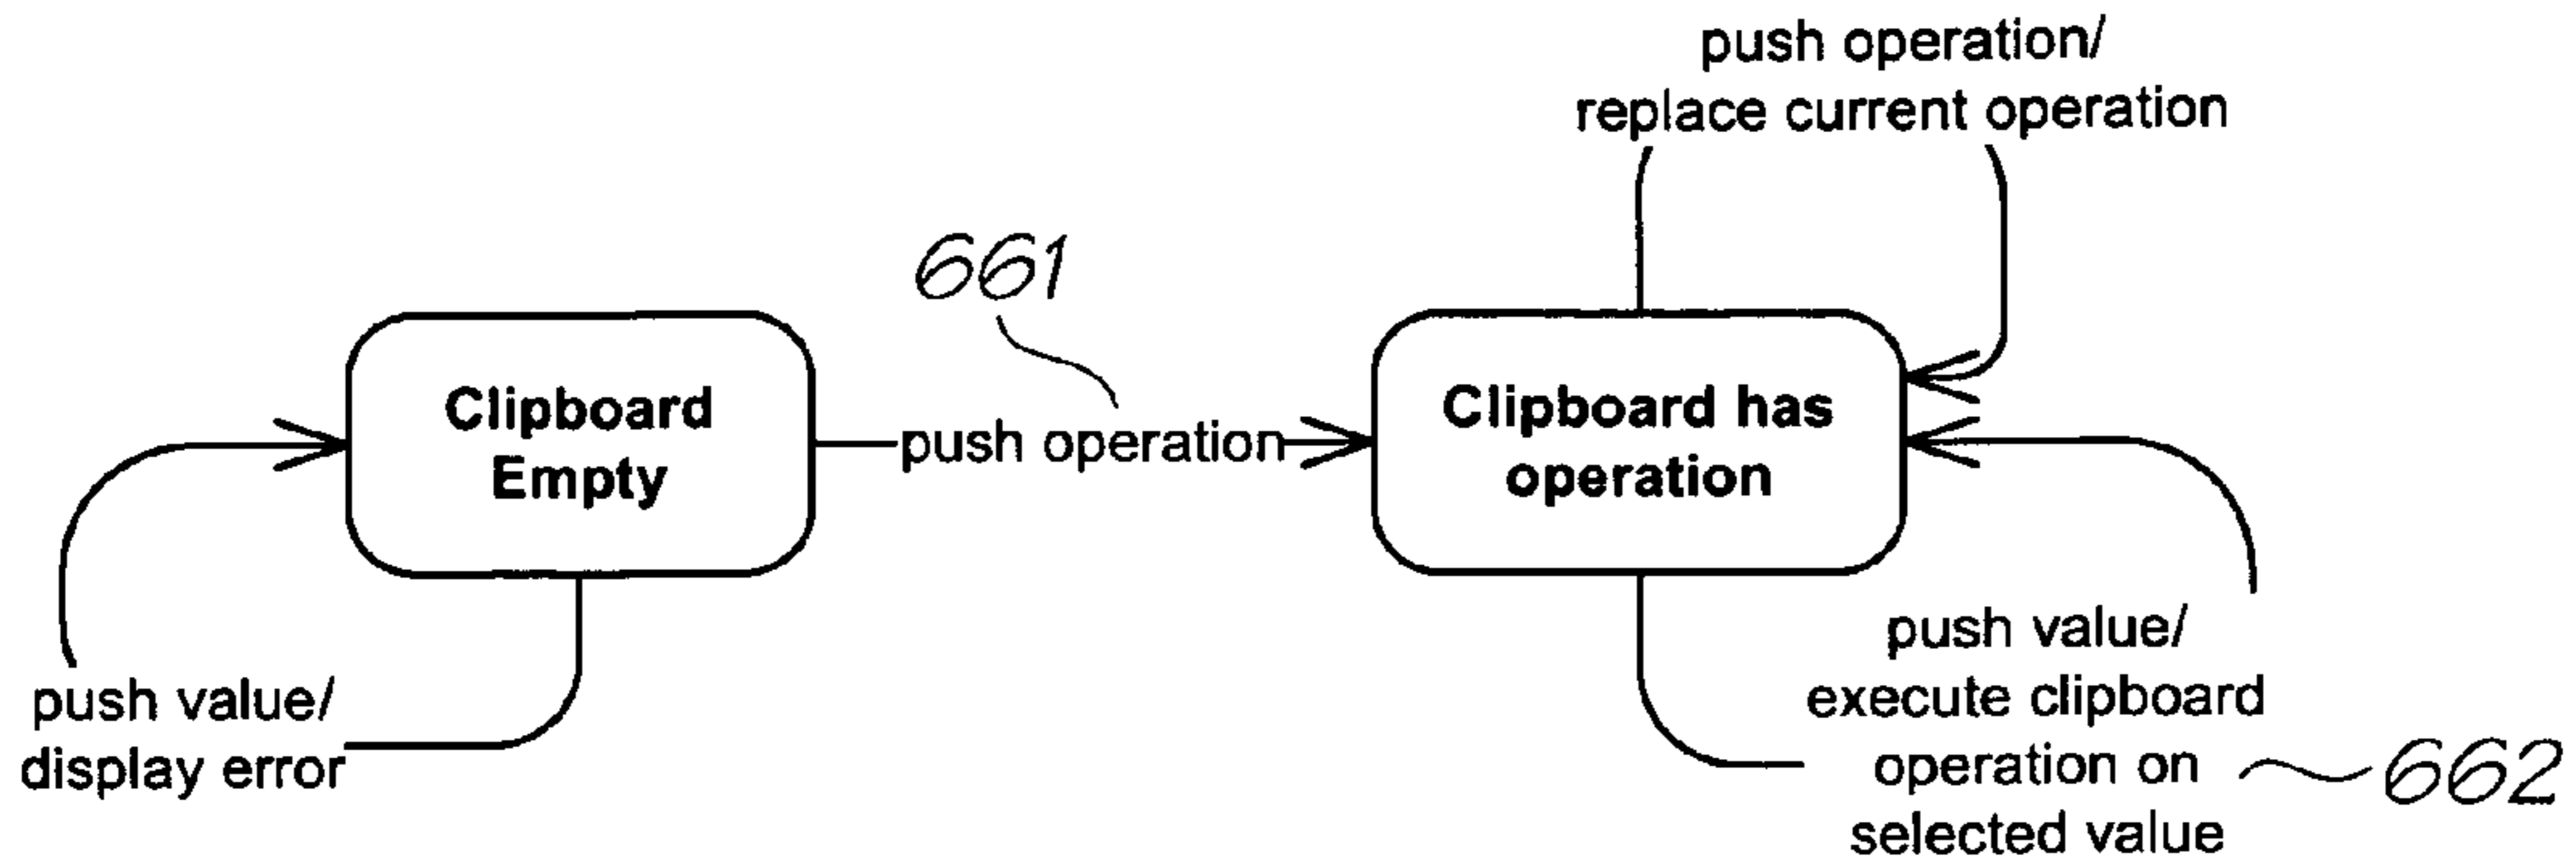 push operation/
replace current operation
661
Clipboard
Empty
push operation
Clipboard has
operation
push value/
display error
push value/
execute clipboard
operation on
selected value
662